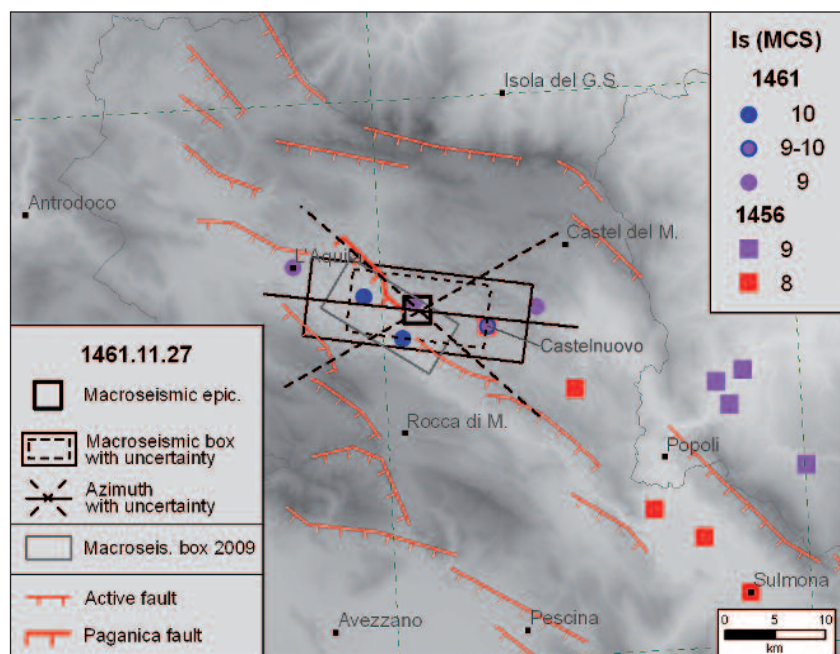 Is (MCS)
1461
10
9-10
9
1456
9
8
Isola del G.S.
Antrodoco
Castel del M.
L'Aquila
Castelnuovo
Rocca di M.
Popoli
Sulmona
Avezzano
Pescina
1461.11.27
Macroseismic epic.
Macroseismic box
with uncertainty
Azimuth
with uncertainty
Macroseis. box 2009
Active fault
Paganica fault
0 5 10
km